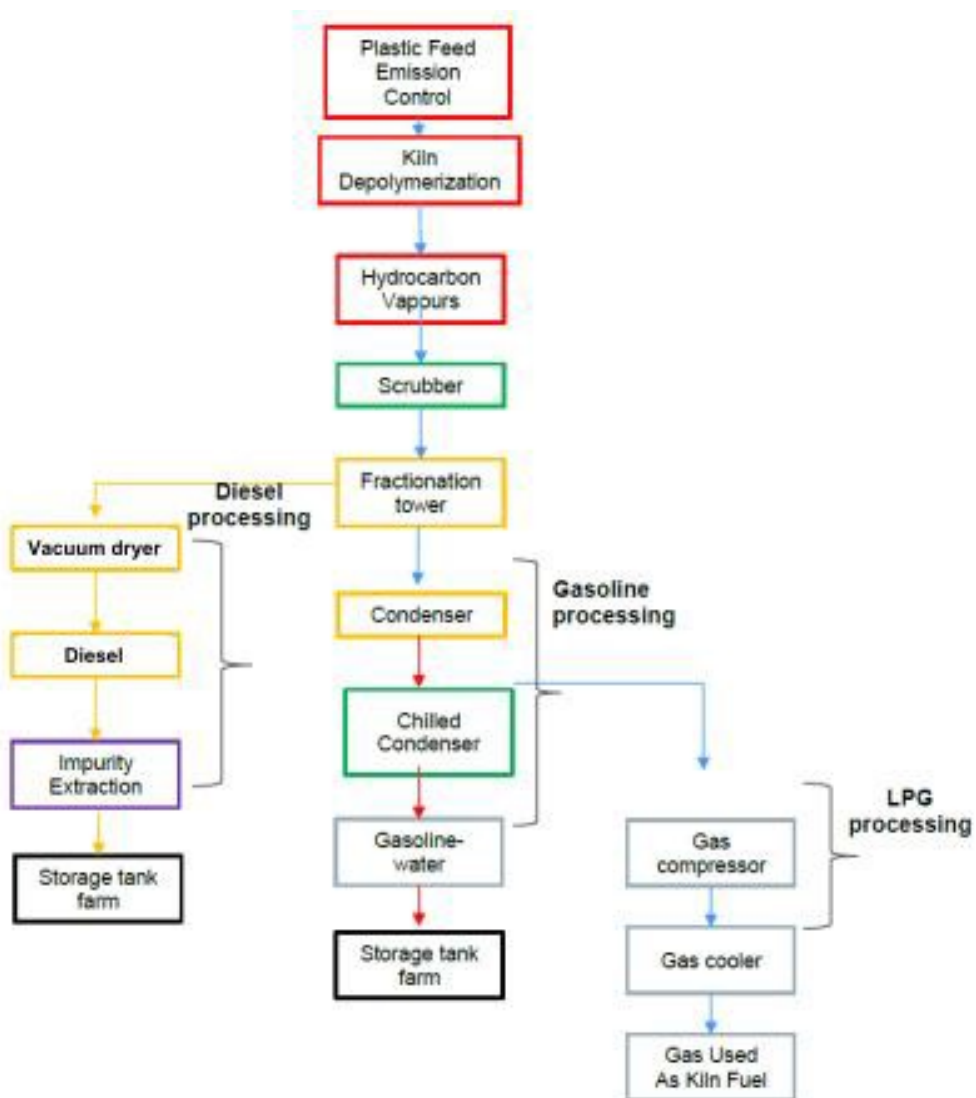 Plastic Feed
Emission
Control
Kiln
Depolymerization
Hydrocarbon
Vapours
Scrubber
Fractionation
tower
Diesel
processing
Vacuum dryer
Diesel
Impurity
Extraction
Storage tank
farm
Condenser
Gasoline
processing
Chilled
Condenser
Gasoline-
water
Storage tank
farm
LPG
processing
Gas
compressor
Gas cooler
Gas Used
As Kiln Fuel